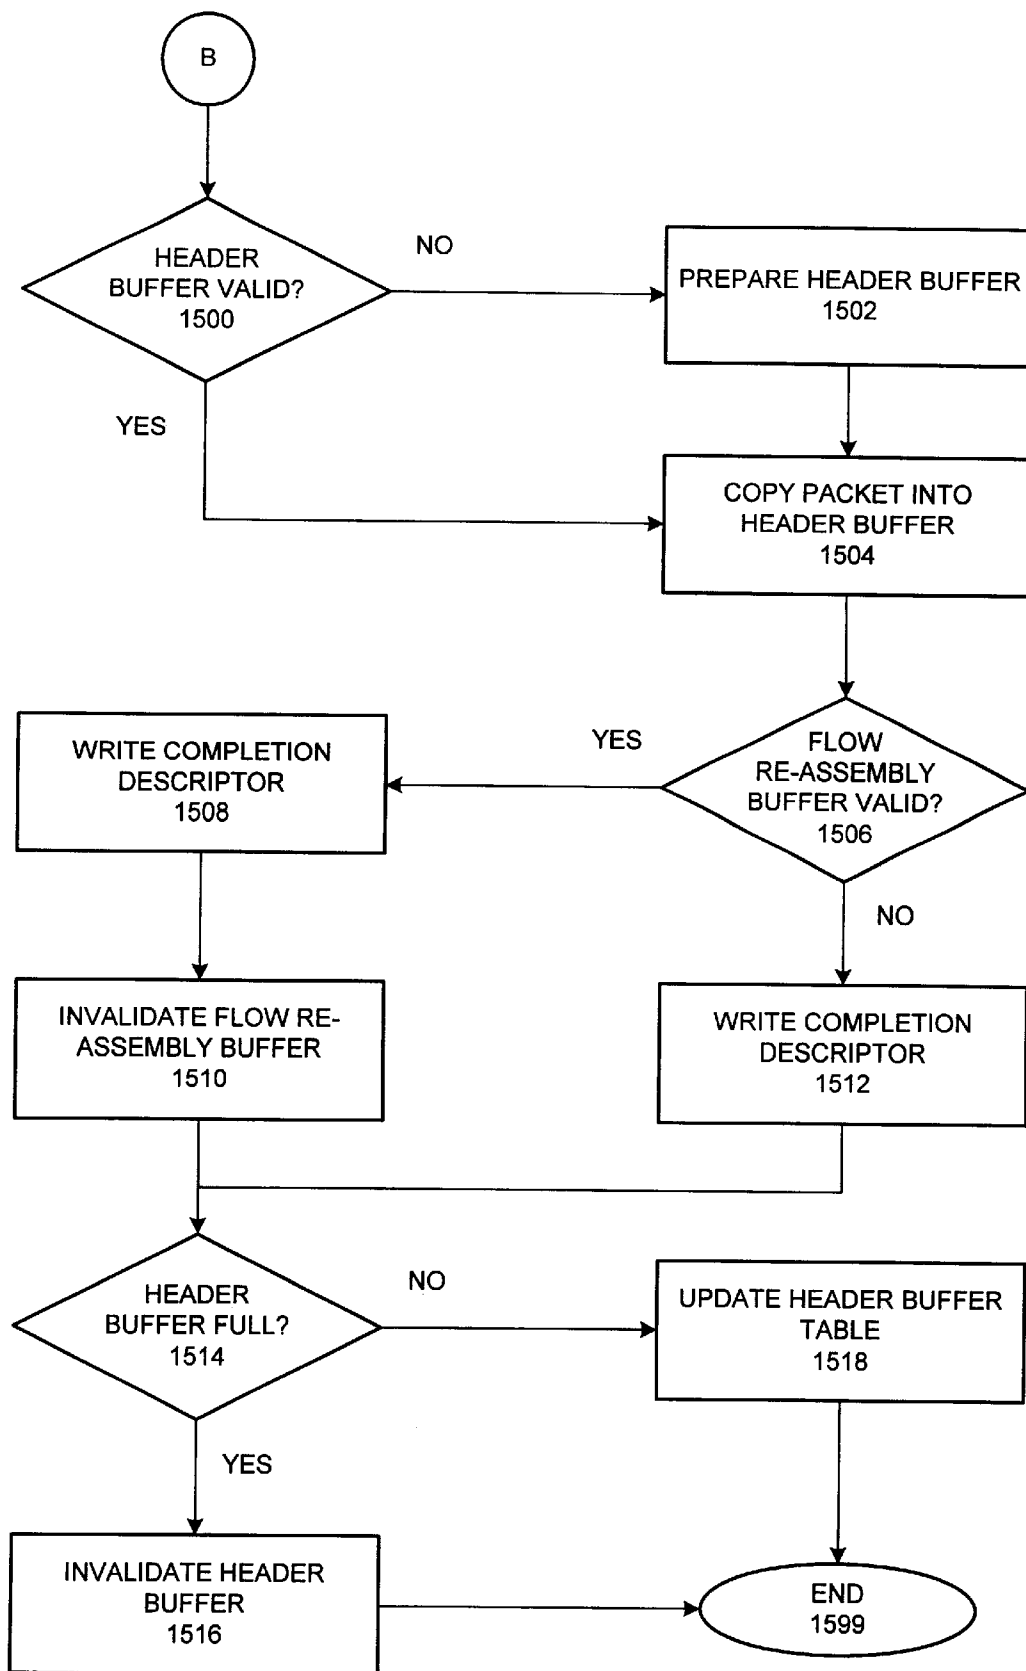 B
HEADER
BUFFER VALID?
1500
NO
PREPARE HEADER BUFFER
1502
YES
COPY PACKET INTO
HEADER BUFFER
1504
FLOW
RE-ASSEMBLY
BUFFER VALID?
1506
YES
WRITE COMPLETION
DESCRIPTOR
1508
NO
INVALIDATE FLOW RE-
ASSEMBLY BUFFER
1510
WRITE COMPLETION
DESCRIPTOR
1512
HEADER
BUFFER FULL?
1514
NO
UPDATE HEADER BUFFER
TABLE
1518
YES
INVALIDATE HEADER
BUFFER
1516
END
1599